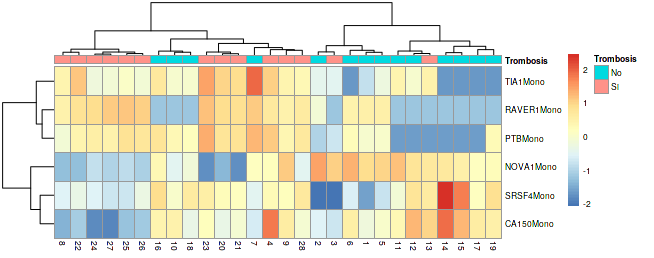 Trombosis
TIA1Mono
RAVER1Mono
PTBMono
NOVA1Mono
SRSF4Mono
CA150Mono
8 22 24 27 25 26 16 10 18 23 20 21 7 4 9 28 2 3 6 1 5 11 12 13 14 15 17 19
2
1
0
-1
-2
Trombosis
No
SI